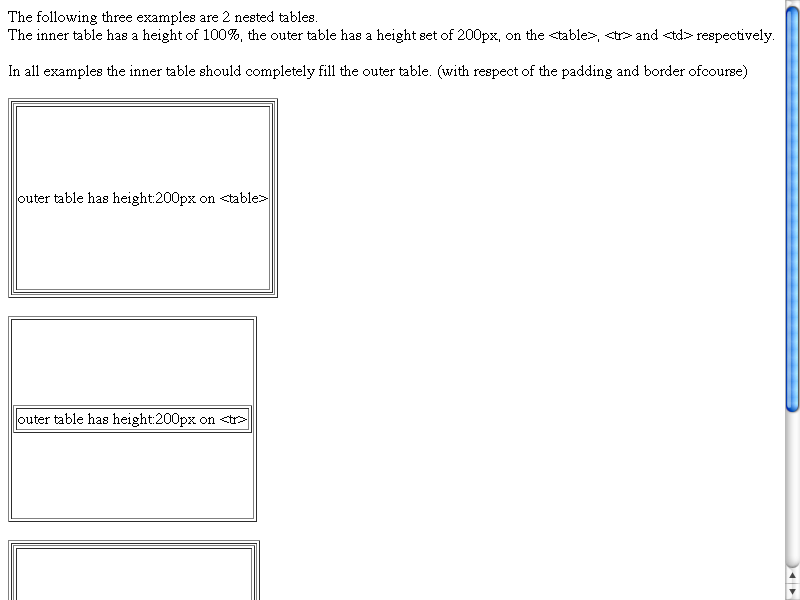 The following three examples are 2 nested tables.
The inner table has a height of 100%, the outer table has a height set of 200px, on the <table>, <tr> and <td> respectively.
In all examples the inner table should completely fill the outer table. (with respect of the padding and border ofcourse)
outer table has height:200px on <table>
outer table has height:200px on <tr>